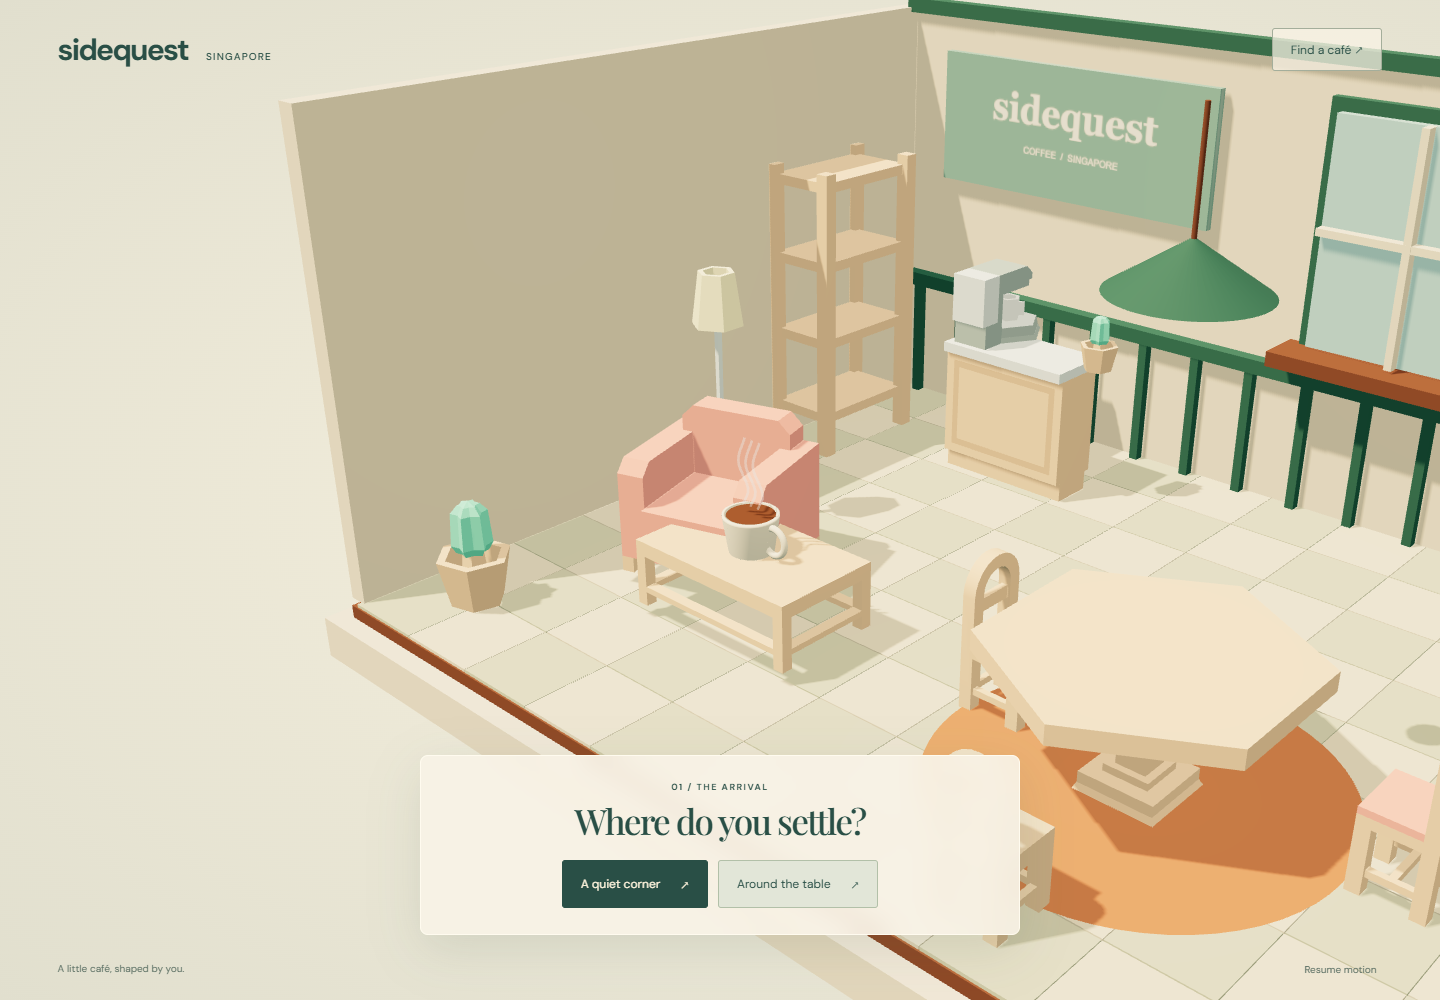 sidequest SINGAPORE
Find a café ↗
sidequest
COFFEE / SINGAPORE
01 / THE ARRIVAL
Where do you settle?
A quiet corner ↗
Around the table ↗
A little café, shaped by you.
Resume motion